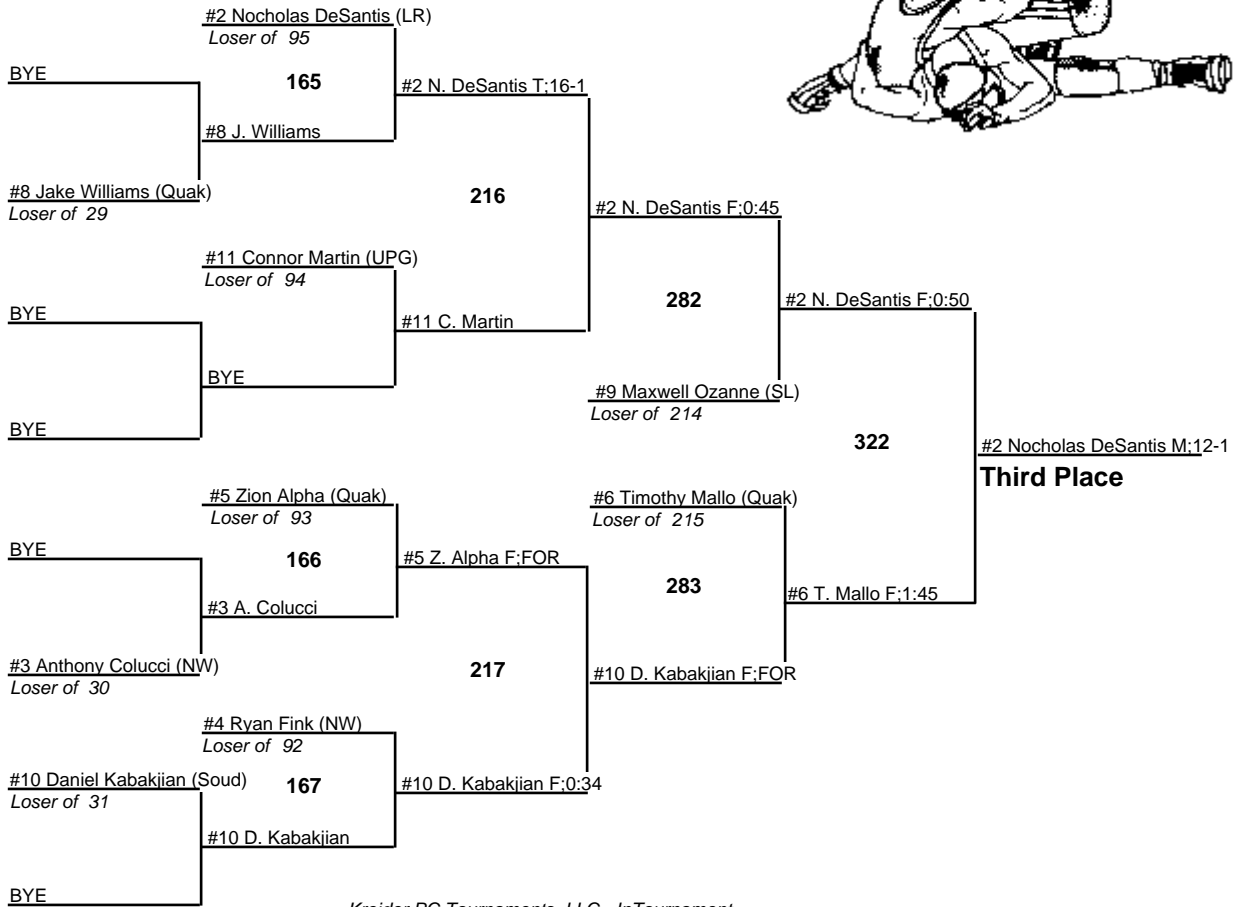 #2 Nocholas DeSantis (LR)
Loser of 95
BYE
165
#2 N. DeSantis T;16-1
#8 J. Williams
#8 Jake Williams (Quak)
Loser of 29
216
#2 N. DeSantis F;0:45
#11 Connor Martin (UPG)
Loser of 94
282
#2 N. DeSantis F;0:50
BYE
#11 C. Martin
BYE
#9 Maxwell Ozanne (SL)
Loser of 214
BYE
322
#2 Nocholas DeSantis M;12-1
Third Place
#5 Zion Alpha (Quak)
Loser of 93
#6 Timothy Mallo (Quak)
Loser of 215
BYE
166
#5 Z. Alpha F;FOR
283
#3 A. Colucci
#6 T. Mallo F;1:45
#3 Anthony Colucci (NW)
Loser of 30
217
#10 D. Kabakjian F;FOR
#4 Ryan Fink (NW)
Loser of 92
#10 Daniel Kabakjian (Soud)
Loser of 31
167
#10 D. Kabakjian F;0:34
#10 D. Kabakjian
BYE